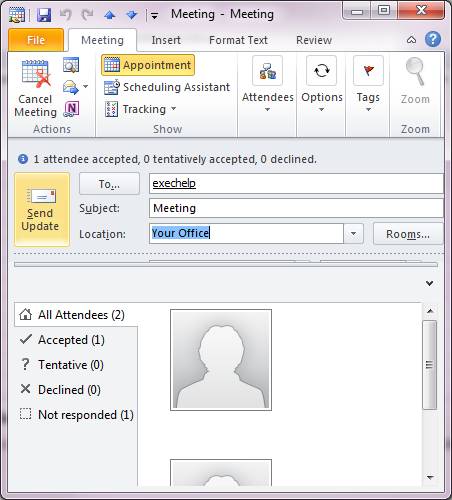 Meeting - Meeting
File Meeting Insert Format Text Review
Cancel Meeting
Actions
Appointment
Scheduling Assistant
Tracking
Show
Attendees
Options
Tags
Zoom
Zoom
1 attendee accepted, 0 tentatively accepted, 0 declined.
Send Update
To... exechelp
Subject: Meeting
Location: Your Office Rooms...
All Attendees (2)
Accepted (1)
Tentative (0)
Declined (0)
Not responded (1)